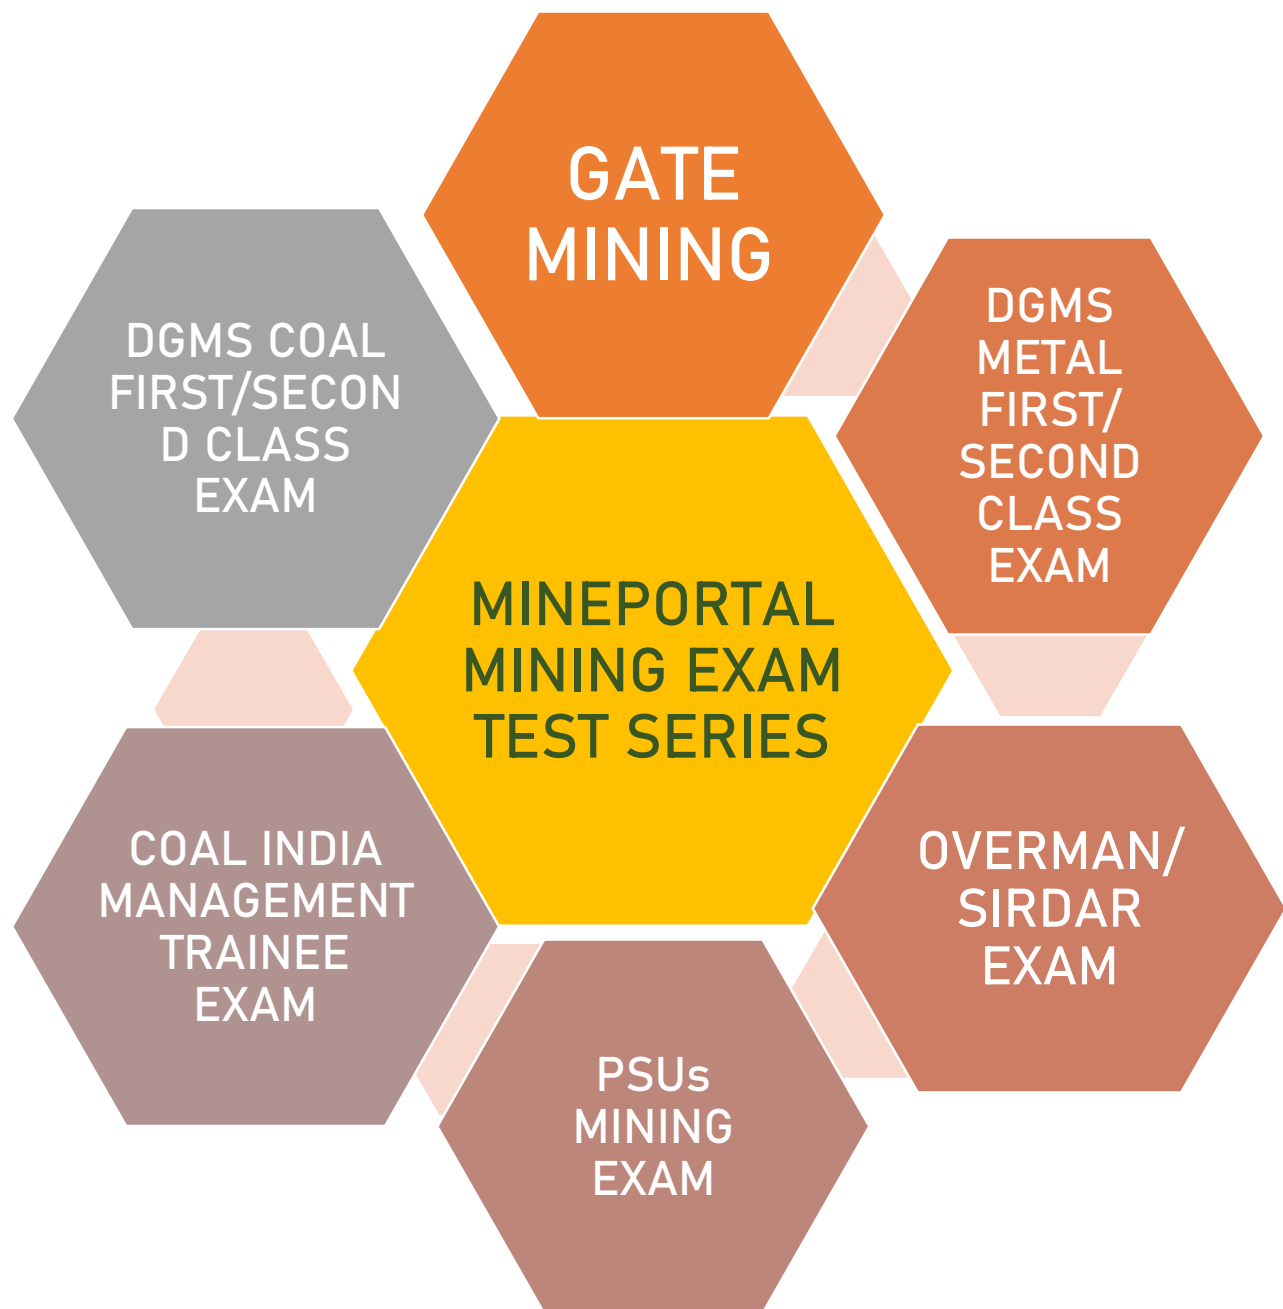 GATE
MINING
DGMS COAL
FIRST/SECON
D CLASS
EXAM
DGMS
METAL
FIRST/
SECOND
CLASS
EXAM
MINEPORTAL
MINING EXAM
TEST SERIES
COAL INDIA
MANAGEMENT
TRAINEE
EXAM
OVERMAN/
SIRDAR
EXAM
PSUs
MINING
EXAM